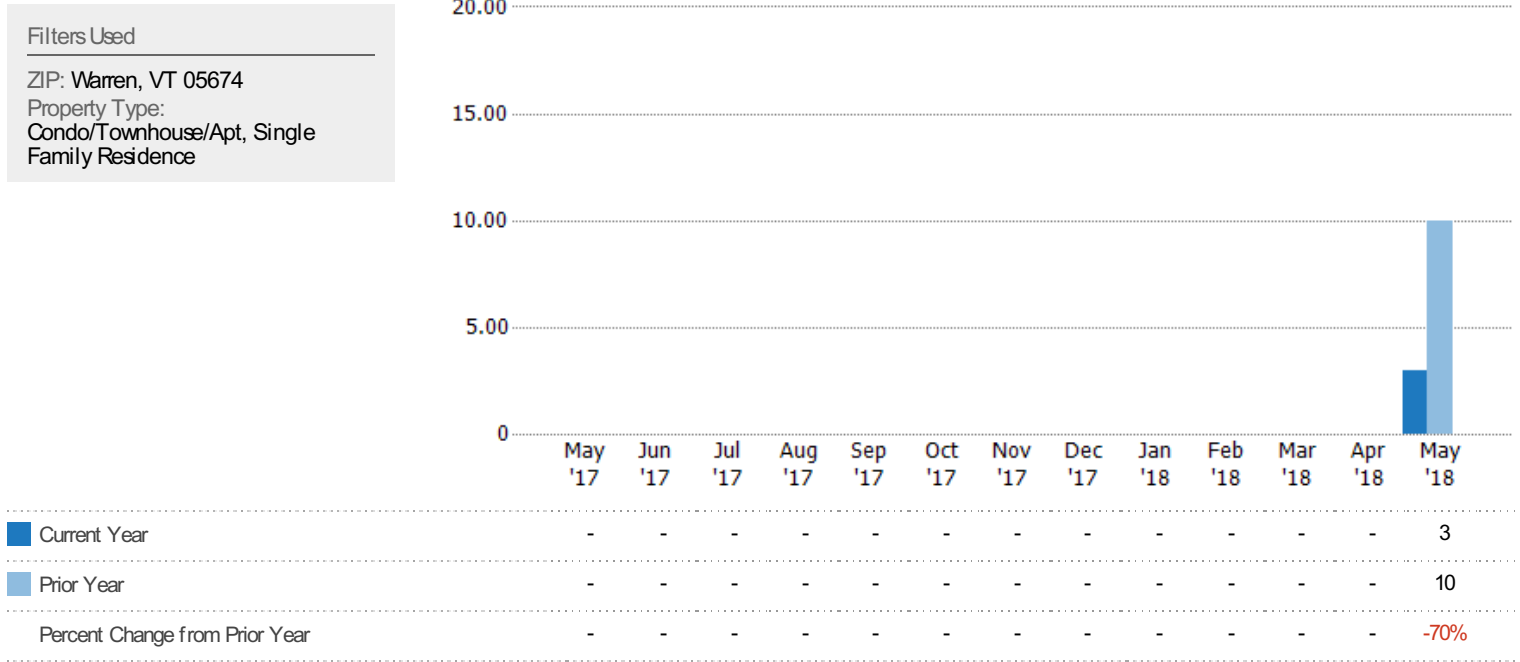 Filters Used
ZIP: Warren, VT 05674
Property Type:
Condo/Townhouse/Apt, Single
Family Residence
20.00
15.00
10.00
5.00
0
May Jun Jul Aug Sep Oct Nov Dec Jan Feb Mar Apr May
'17 '17 '17 '17 '17 '17 '17 '17 '18 '18 '18 '18 '18
Current Year - - - - - - - - - - - - 3
Prior Year - - - - - - - - - - - - 10
Percent Change from Prior Year - - - - - - - - - - - - -70%